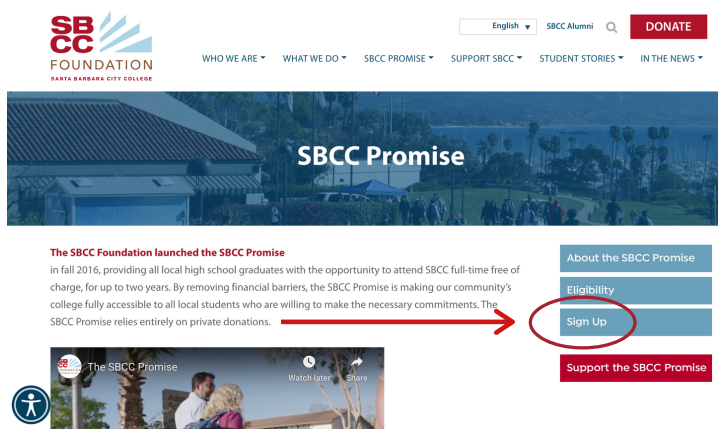 SB
CC
FOUNDATION
SANTA BARBARA CITY COLLEGE
English
SBCC Alumni
DONATE
WHO WE ARE
WHAT WE DO
SBCC PROMISE
SUPPORT SBCC
STUDENT STORIES
IN THE NEWS
SBCC Promise
The SBCC Foundation launched the SBCC Promise
in fall 2016, providing all local high school graduates with the opportunity to attend SBCC full-time free of
charge, for up to two years. By removing financial barriers, the SBCC Promise is making our community's
college fully accessible to all local students who are willing to make the necessary commitments. The
SBCC Promise relies entirely on private donations.
About the SBCC Promise
Eligibility
Sign Up
Support the SBCC Promise
The SBCC Promise
Watch later
Share